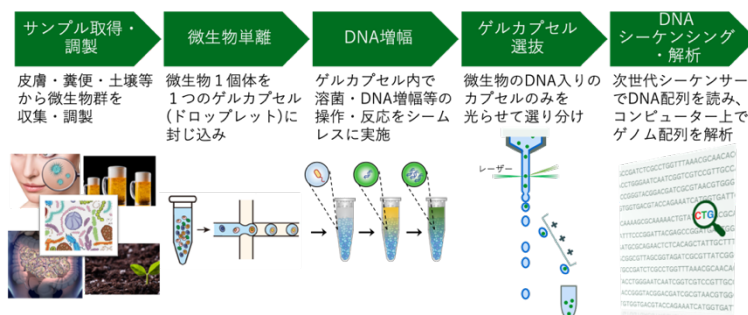 サンプル取得・
調製
微生物単離
DNA増幅
ゲルカプセル
選抜
DNA
シーケンシング
・解析
皮膚・糞便・土壌等
から微生物群を
収集・調製
微生物１個体を
１つのゲルカプセル
(ドロップレット)に
封じ込み
ゲルカプセル内で
溶菌・DNA増幅等の
操作・反応をシーム
レスに実施
微生物のDNA入りの
カプセルのみを
光らせて選り分け
次世代シーケンサー
でDNA配列を読み、
コンピューター上で
ゲノム配列を解析
レーザー
CTG